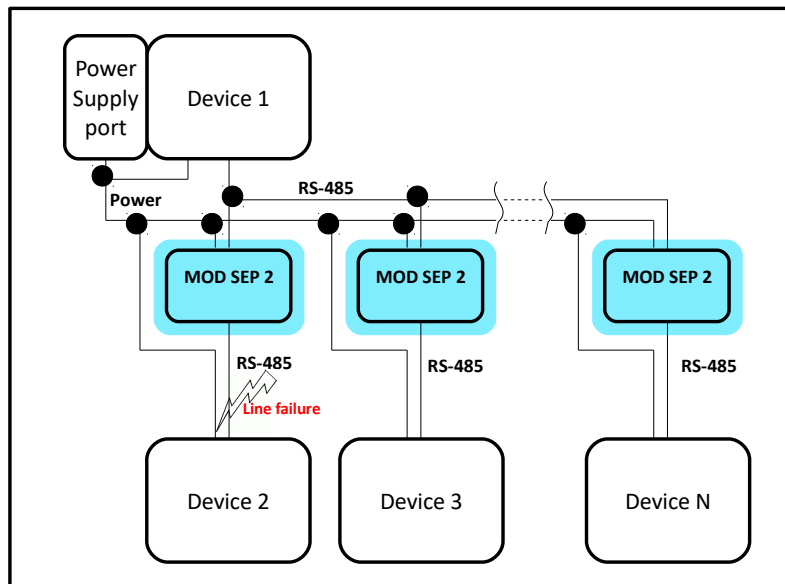 Power
Supply
port
Device 1
RS-485
Power
MOD SEP 2
MOD SEP 2
MOD SEP 2
RS-485
RS-485
RS-485
Line failure
Device 2
Device 3
Device N